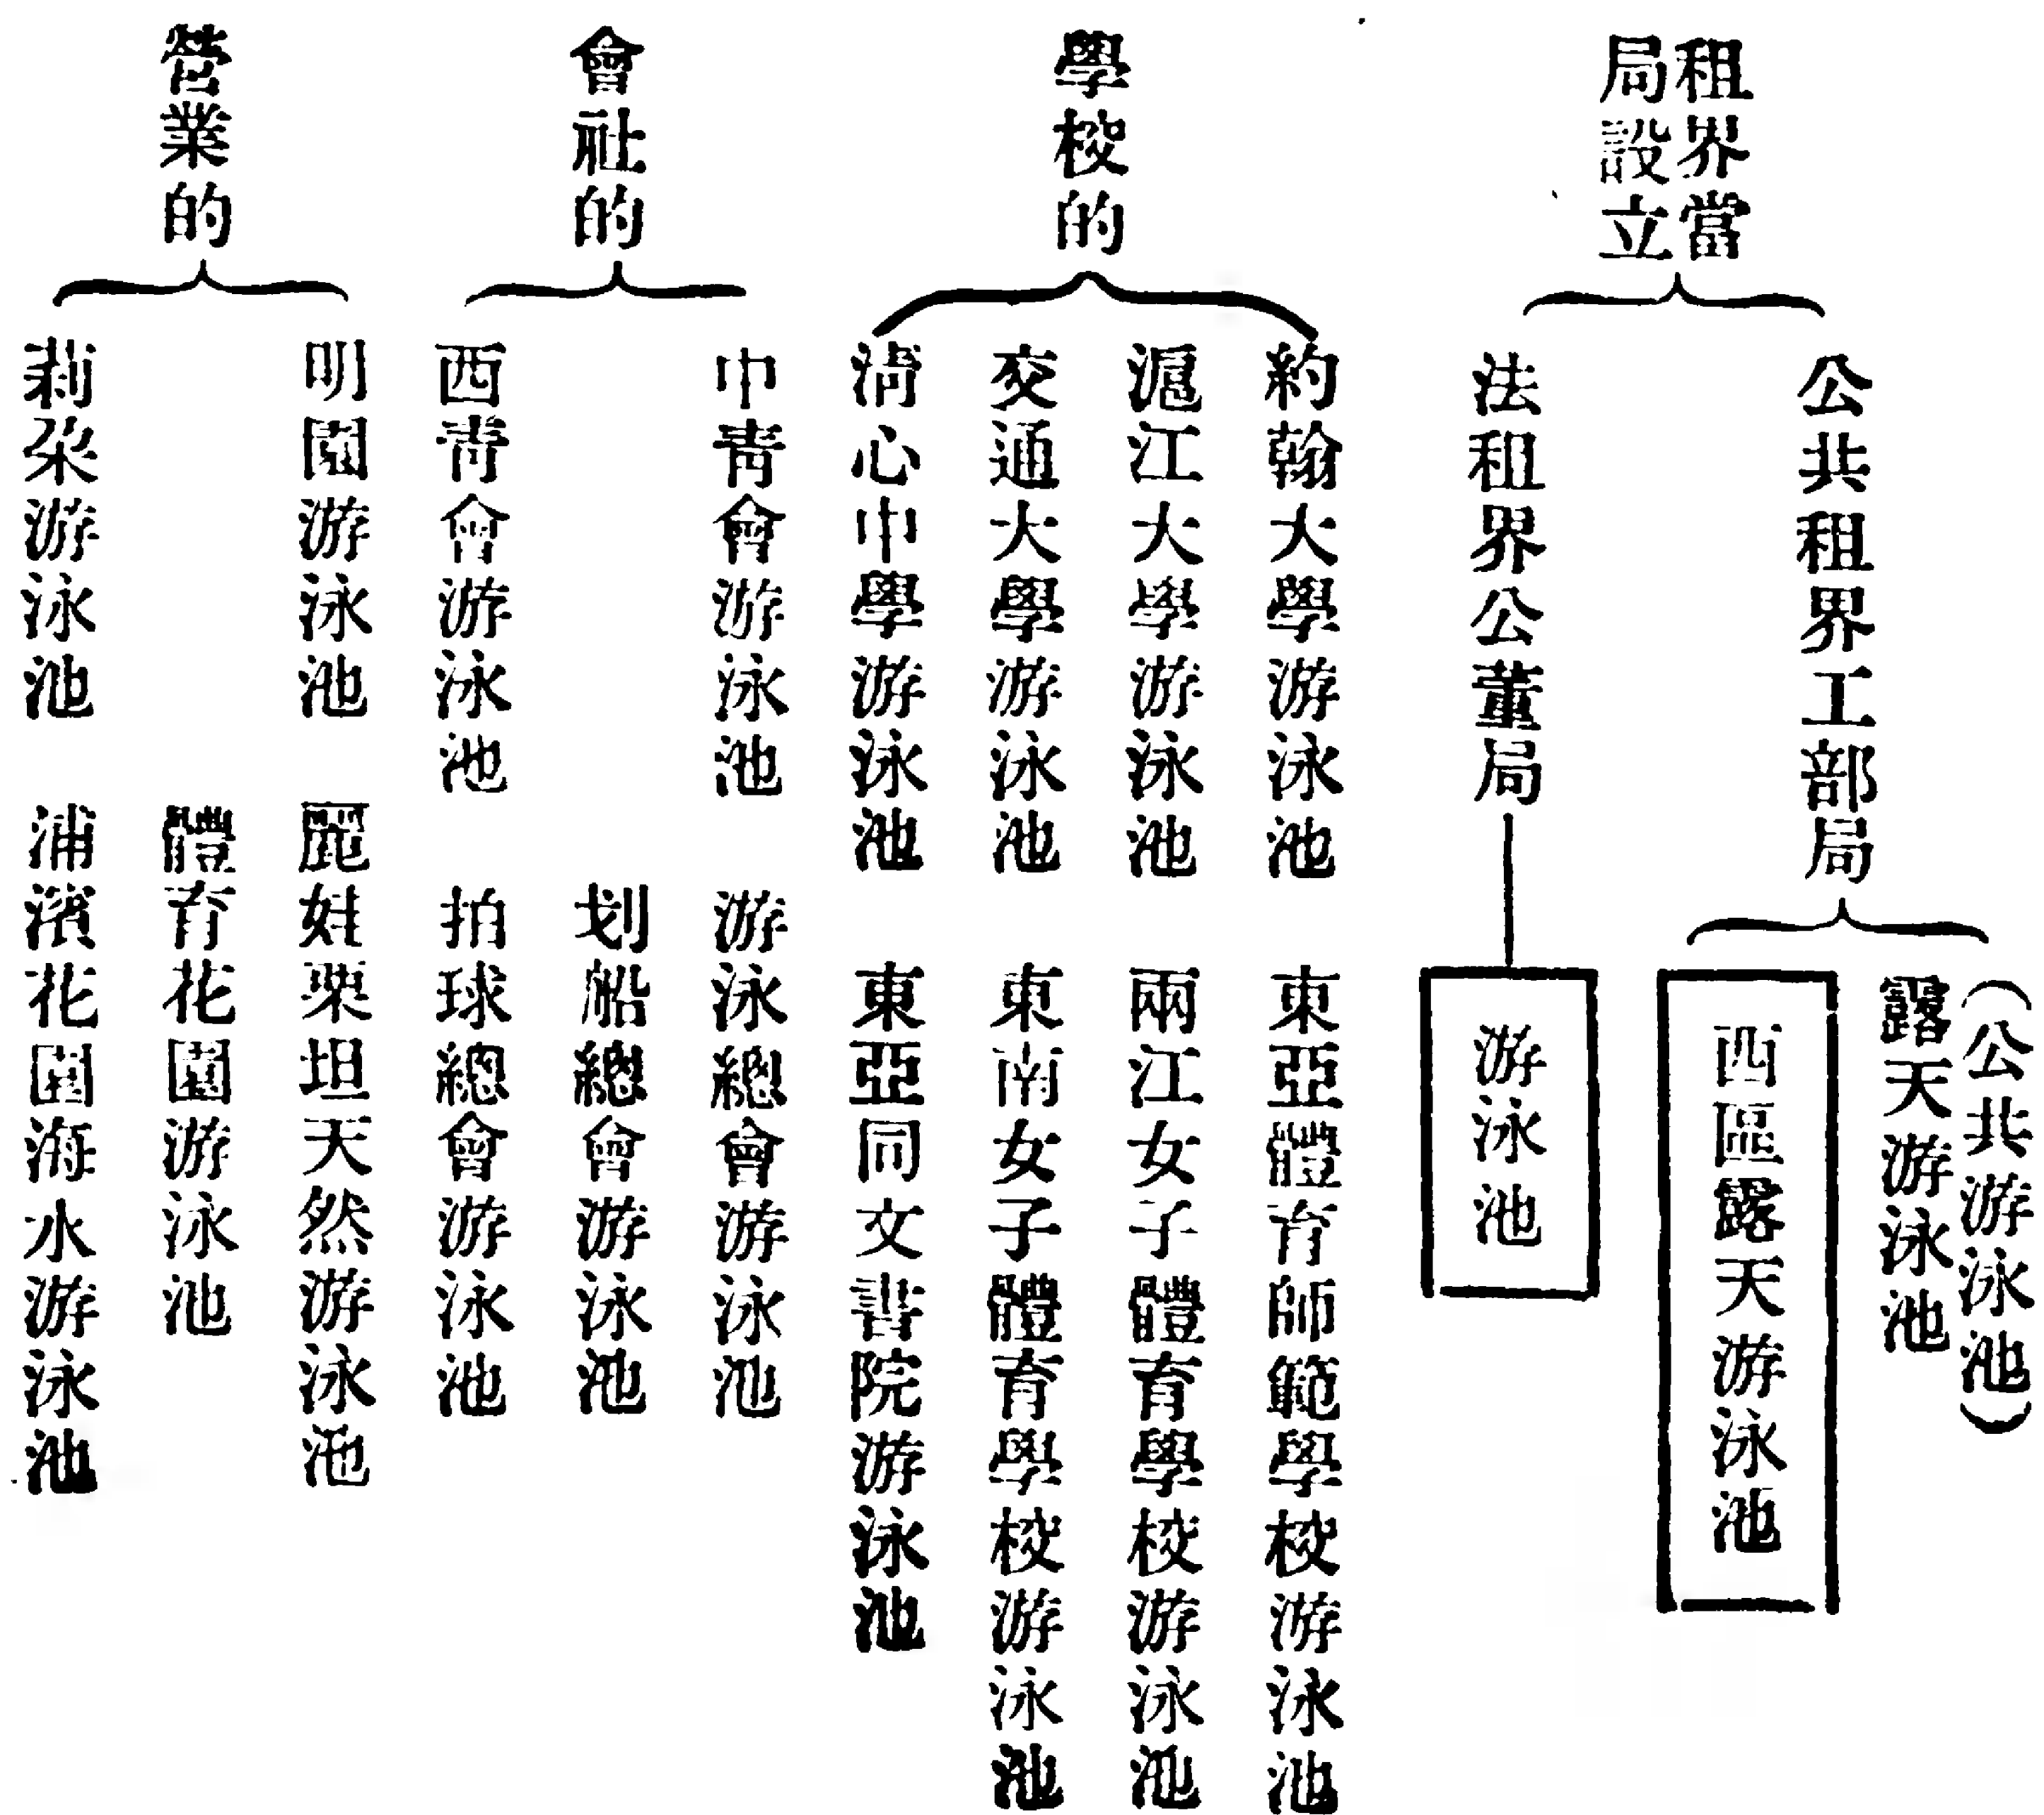 租界當
局設立
公共租界工部局
(公共游泳池)
露天游泳池
西區露天游泳池
法租界公董局
游泳池
學校的
約翰大學游泳池 東亞體育師範學校游泳池
滬江大學游泳池 兩江女子體育學校游泳池
交通大學游泳池 東南女子體育學校游泳池
清心中學游泳池 東亞同文書院游泳池
會社的
中青會游泳池 游泳總會游泳池
划船總會游泳池
西青會游泳池 拍球總會游泳池
營業的
明園游泳池 麗娃栗坦天然游泳池
體育花園游泳池
莿朶游泳池 浦濱花園海水游泳池